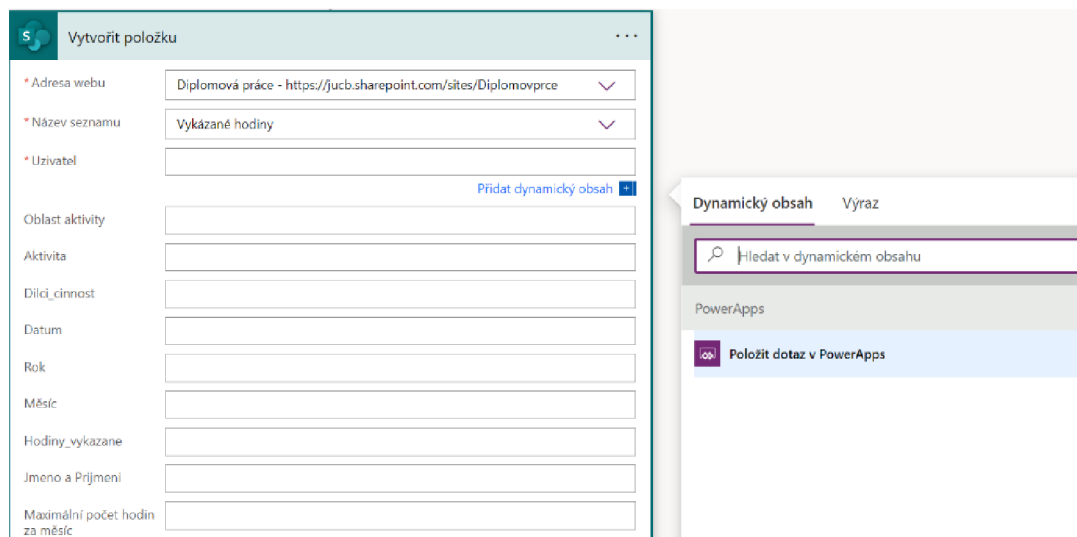 Vytvořit položku
* Adresa webu
Diplomová práce - https://jucb.sharepoint.com/sites/Diplomovprce
* Název seznamu
Vykázané hodiny
* Uzivatel
Přidat dynamický obsah
Oblast aktivity
Aktivita
Dilci_cinnost
Datum
Rok
Měsíc
Hodiny_vykazane
Jmeno a Prijmeni
Maximální počet hodin
za měsíc
Dynamický obsah Výraz
Hledat v dynamickém obsahu
PowerApps
Položit dotaz v PowerApps